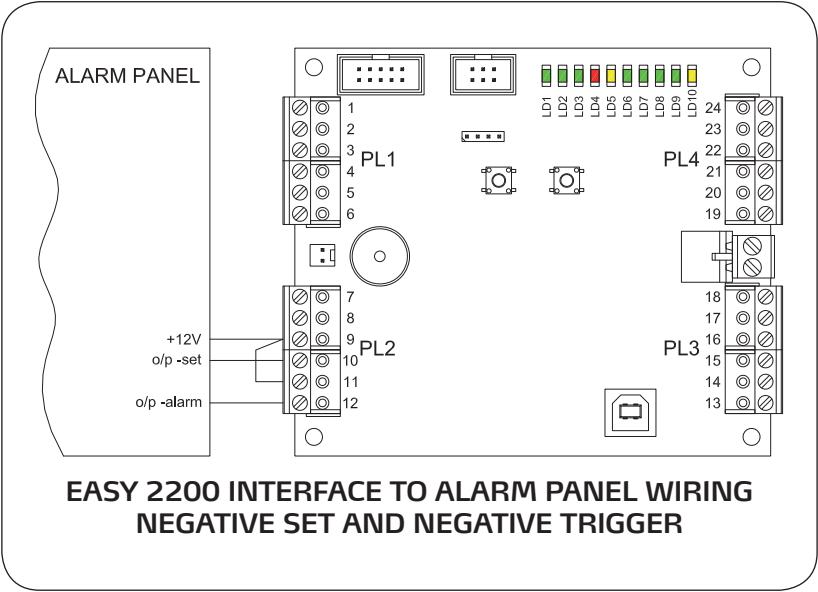 ALARM PANEL
LD1
LD2
LD3
LD4
LD5
LD6
LD7
LD8
LD9
LD10
1
2
3
4
5
6
PL1
24
23
22
21
20
19
PL4
7
8
9
10
11
12
PL2
18
17
16
15
14
13
PL3
+12V
o/p -set
o/p -alarm
EASY 2200 INTERFACE TO ALARM PANEL WIRING
NEGATIVE SET AND NEGATIVE TRIGGER